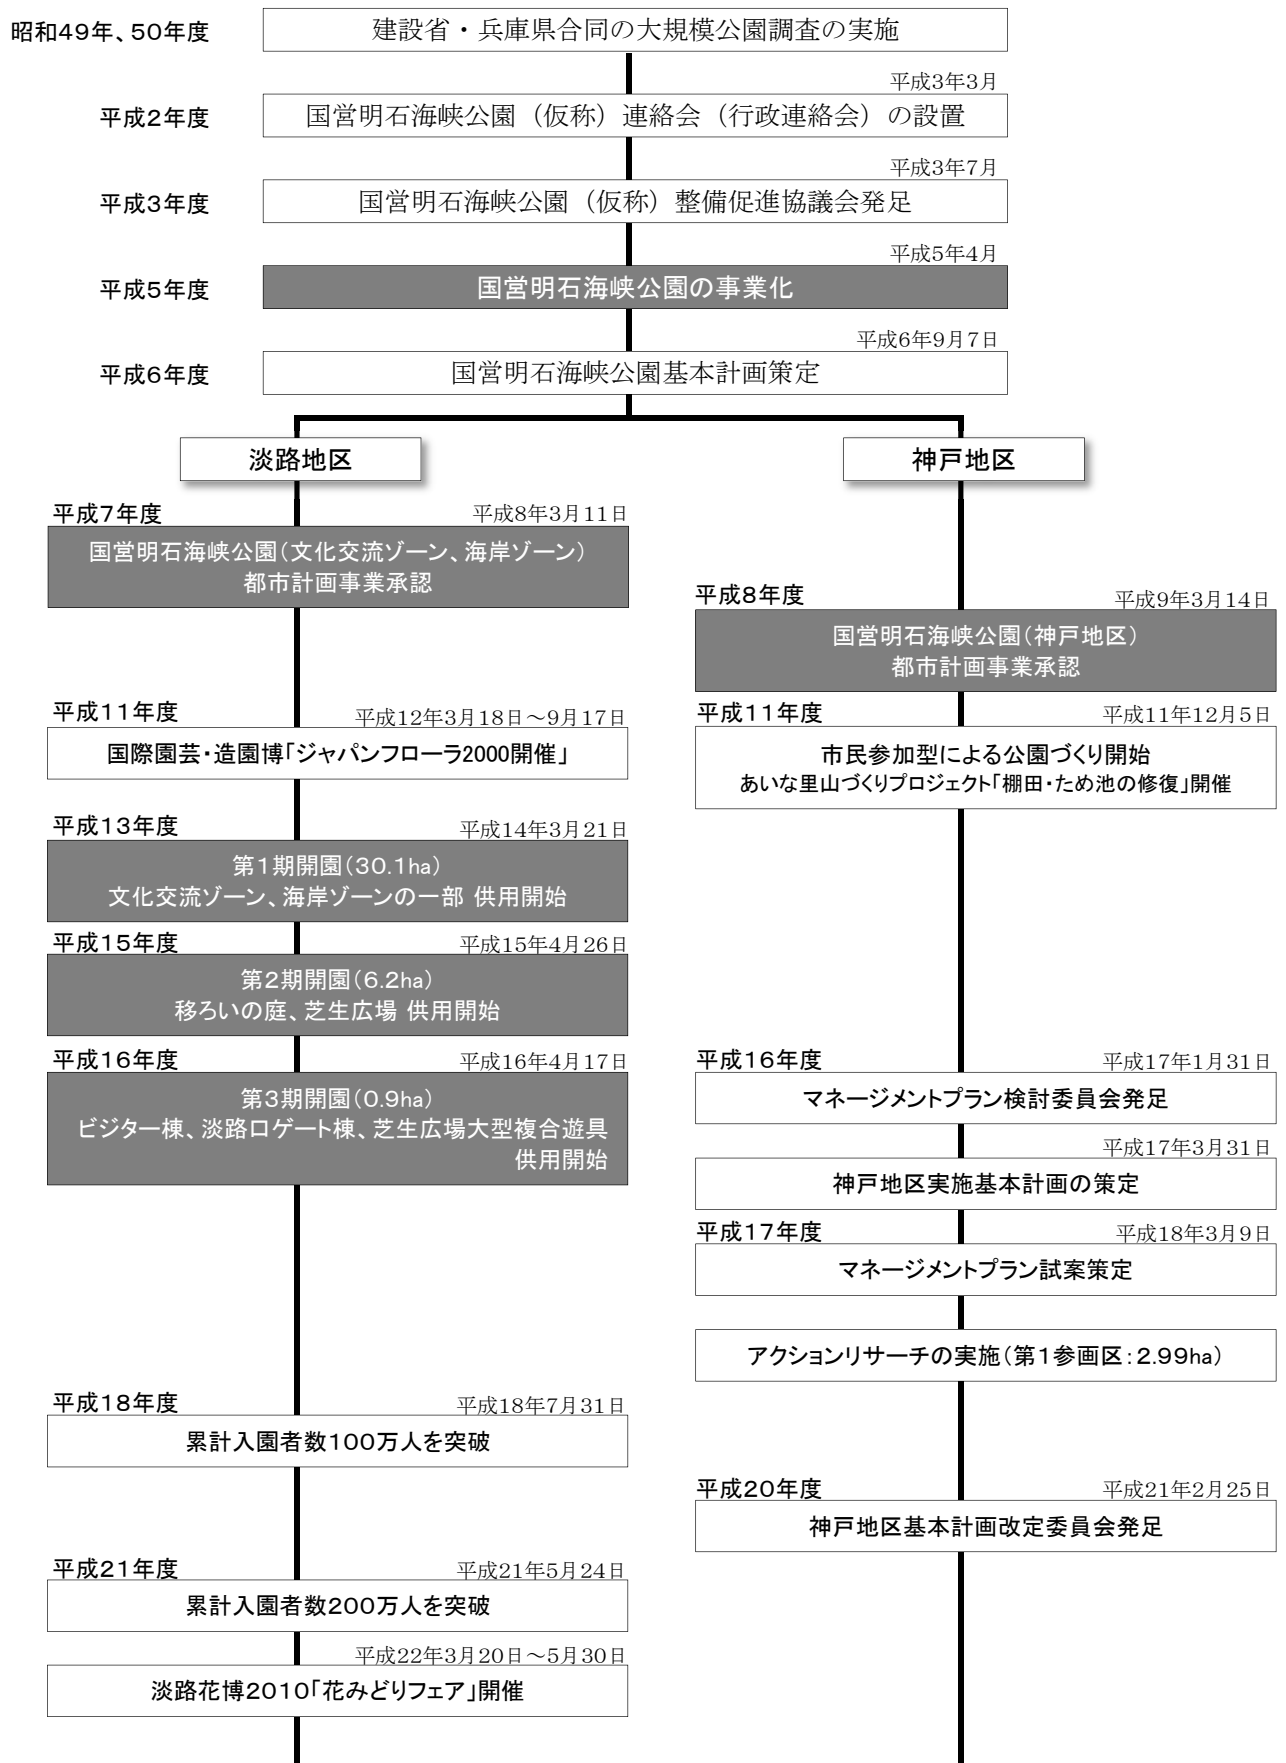 昭和49年、50年度
建設省・兵庫県合同の大規模公園調査の実施
平成3年3月
平成2年度
国営明石海峡公園（仮称）連絡会（行政連絡会）の設置
平成3年7月
平成3年度
国営明石海峡公園（仮称）整備促進協議会発足
平成5年4月
平成5年度
国営明石海峡公園の事業化
平成6年9月7日
平成6年度
国営明石海峡公園基本計画策定
淡路地区
平成7年度
平成8年3月11日
国営明石海峡公園（文化交流ゾーン、海岸ゾーン）
都市計画事業承認
平成11年度
平成12年3月18日～9月17日
国際園芸・造園博「ジャパンフローラ2000開催」
平成13年度
平成14年3月21日
第1期開園（30.1ha）
文化交流ゾーン、海岸ゾーンの一部 供用開始
平成15年度
平成15年4月26日
第2期開園（6.2ha）
移ろいの庭、芝生広場 供用開始
平成16年度
平成16年4月17日
第3期開園（0.9ha）
ビジター棟、淡路口ゲート棟、芝生広場大型複合遊具
供用開始
平成18年度
平成18年7月31日
累計入園者数100万人を突破
平成21年度
平成21年5月24日
累計入園者数200万人を突破
平成22年3月20日～5月30日
淡路花博2010「花みどりフェア」開催
神戸地区
平成8年度
平成9年3月14日
国営明石海峡公園（神戸地区）
都市計画事業承認
平成11年度
平成11年12月5日
市民参加型による公園づくり開始
あいな里山づくりプロジェクト「棚田・ため池の修復」開催
平成16年度
平成17年1月31日
マネージメントプラン検討委員会発足
平成17年3月31日
神戸地区実施基本計画の策定
平成17年度
平成18年3月9日
マネージメントプラン試案策定
アクションリサーチの実施（第1参画区：2.99ha）
平成20年度
平成21年2月25日
神戸地区基本計画改定委員会発足